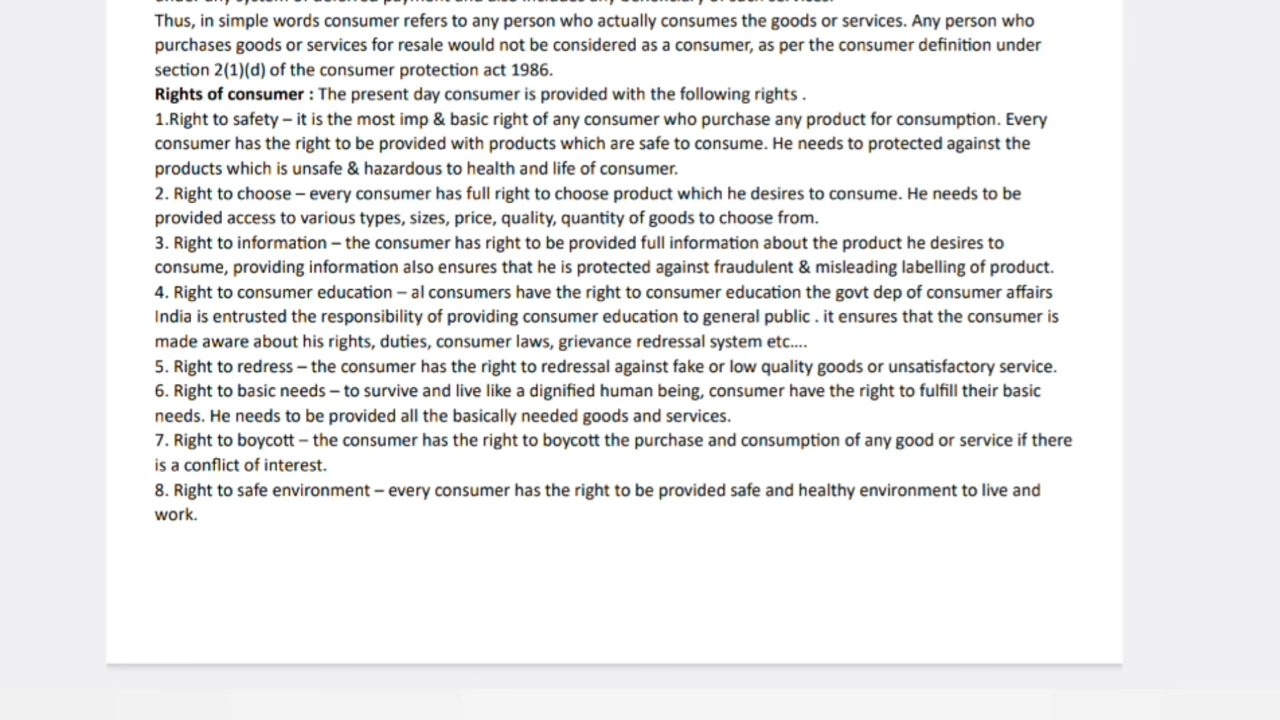 Thus, in simple words consumer refers to any person who actually consumes the goods or services. Any person who
purchases goods or services for resale would not be considered as a consumer, as per the consumer definition under
section 2(1)(d) of the consumer protection act 1986.
Rights of consumer : The present day consumer is provided with the following rights .
1.Right to safety – it is the most imp & basic right of any consumer who purchase any product for consumption. Every
consumer has the right to be provided with products which are safe to consume. He needs to protected against the
products which is unsafe & hazardous to health and life of consumer.
2. Right to choose – every consumer has full right to choose product which he desires to consume. He needs to be
provided access to various types, sizes, price, quality, quantity of goods to choose from.
3. Right to information – the consumer has right to be provided full information about the product he desires to
consume, providing information also ensures that he is protected against fraudulent & misleading labelling of product.
4. Right to consumer education – al consumers have the right to consumer education the govt dep of consumer affairs
India is entrusted the responsibility of providing consumer education to general public . it ensures that the consumer is
made aware about his rights, duties, consumer laws, grievance redressal system etc....
5. Right to redress – the consumer has the right to redressal against fake or low quality goods or unsatisfactory service.
6. Right to basic needs – to survive and live like a dignified human being, consumer have the right to fulfill their basic
needs. He needs to be provided all the basically needed goods and services.
7. Right to boycott – the consumer has the right to boycott the purchase and consumption of any good or service if there
is a conflict of interest.
8. Right to safe environment – every consumer has the right to be provided safe and healthy environment to live and
work.